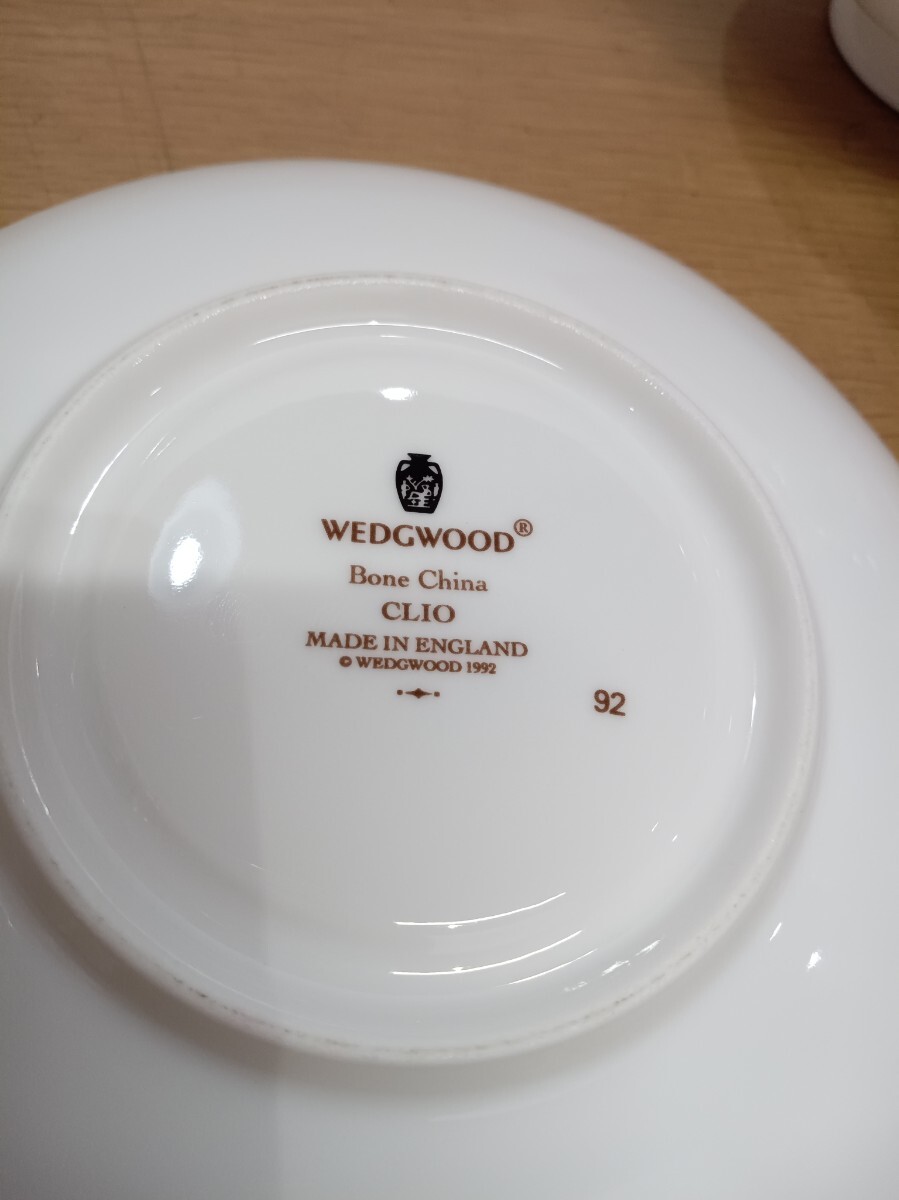 WEDGWOOD®
Bone China
CLIO
MADE IN ENGLAND
© WEDGWOOD 1992
92